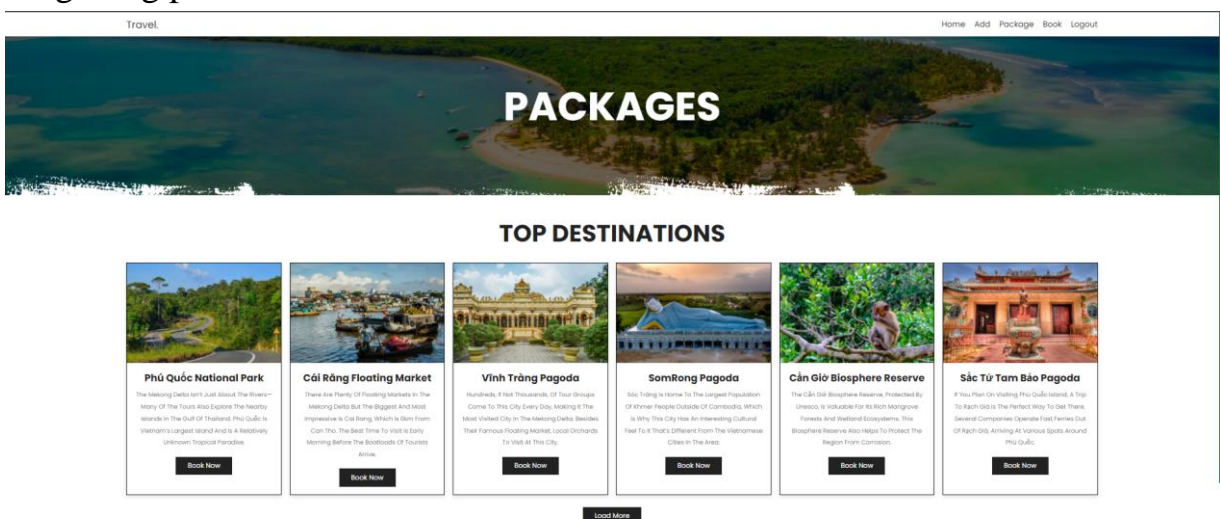 Travel.
Home Add Package Book Logout
PACKAGES
TOP DESTINATIONS
Phú Quốc National Park
The Mekong Delta Isn't Just About The Rivers—
Many Of The Tours Also Explore The Nearby
Islands In The Gulf Of Thailand. Phú Quốc Is
Vietnam's Largest Island And Is A Relatively
Unknown Tropical Paradise.
Book Now
Cái Răng Floating Market
There Are Plenty Of Floating Markets In The
Mekong Delta But The Biggest And Most
Impressive Is Cai Rang, Which Is 6km From
Can Tho. The Best Time To Visit Is Early
Morning Before The Boatloads Of Tourists
Arrive.
Book Now
Vĩnh Tràng Pagoda
Hundreds, If Not Thousands, Of Tour Groups
Come To This City Every Day, Making It The
Most Visited City In The Mekong Delta. Besides
Their Famous Floating Market, Local Orchards
To Visit At This City.
Book Now
SomRong Pagoda
Sóc Trăng Is Home To The Largest Population
Of Khmer People Outside Of Cambodia, Which
Is Why This City Has An Interesting Cultural
Feel To It That's Different From The Vietnamese
Cities In The Area.
Book Now
Cần Giờ Biosphere Reserve
The Cần Giờ Biosphere Reserve, Protected By
Unesco, Is Valuable For Its Rich Mangrove
Forests And Wetland Ecosystems. This
Biosphere Reserve Also Helps To Protect The
Region From Corrosion.
Book Now
Sắc Tứ Tam Bảo Pagoda
If You Plan On Visiting Phú Quốc Island, A Trip
To Rạch Giá Is The Perfect Way To Get There.
Several Companies Operate Fast Ferries Out
Of Rạch Giá, Arriving At Various Spots Around
Phú Quốc.
Book Now
Load More